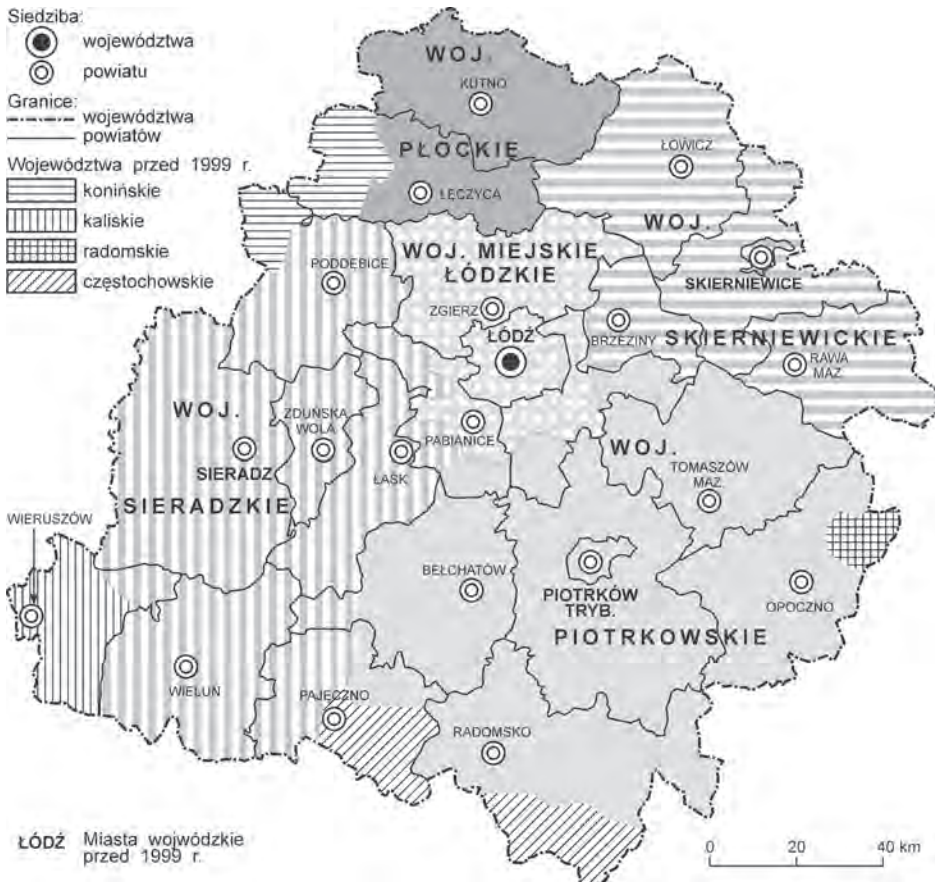 Siedziba:
województwa
powiatu
Granice:
województwa
powiatów
Województwa przed 1999 r.
konińskie
kaliskie
radomskie
częstochowskie
WOJ.
KUTNO
PŁOCKIE
ŁĘCZYCA
ŁOWICZ
WOJ.
SKIERNIEWICE
WOJ. MIEJSKIE
ŁÓDZKIE
PODDĘBICE
ZGIERZ
ŁÓDŹ
BRZEZINY
SKIERNIEWICKIE
RAWA
MAZ.
WOJ.
ZDUŃSKA
WOLA
PABIANICE
WOJ.
SIERADZ
ŁASK
TOMASZÓW
MAZ.
SIERADZKIE
WIERUSZÓW
BEŁCHATÓW
PIOTRKÓW
TRYB.
OPOCZNO
PIOTRKOWSKIE
WIELUŃ
PAJĘCZNO
RADOMSKO
ŁÓDŹ Miasta wojwódzkie
przed 1999 r.
0 20 40 km